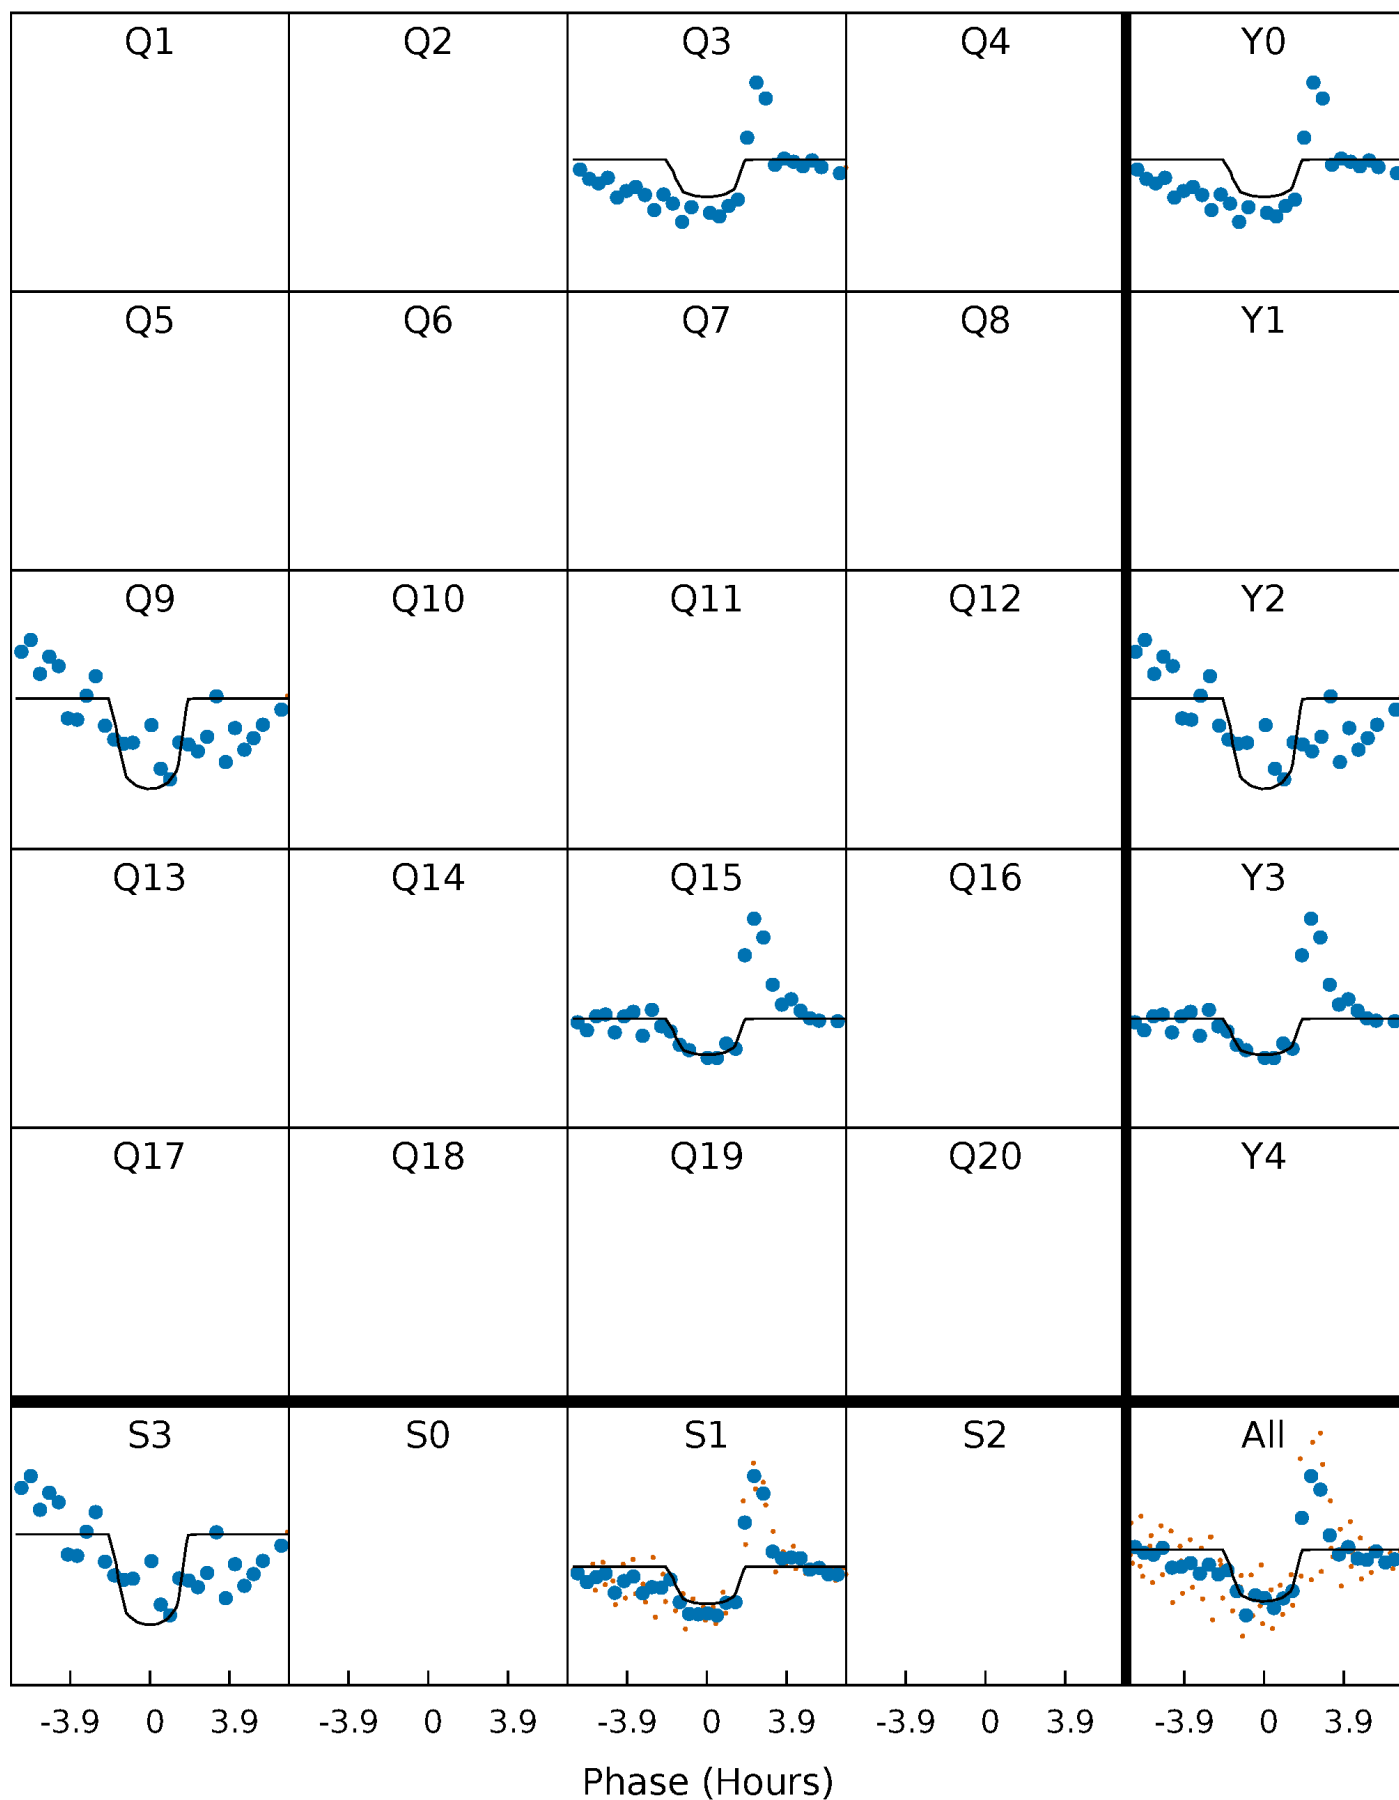 Q1 Q2 Q3 Q4 Y0
Q5 Q6 Q7 Q8 Y1
Q9 Q10 Q11 Q12 Y2
Q13 Q14 Q15 Q16 Y3
Q17 Q18 Q19 Q20 Y4
S3 S0 S1 S2 All
-3.9 0 3.9 -3.9 0 3.9 -3.9 0 3.9 -3.9 0 3.9 -3.9 0 3.9
Phase (Hours)